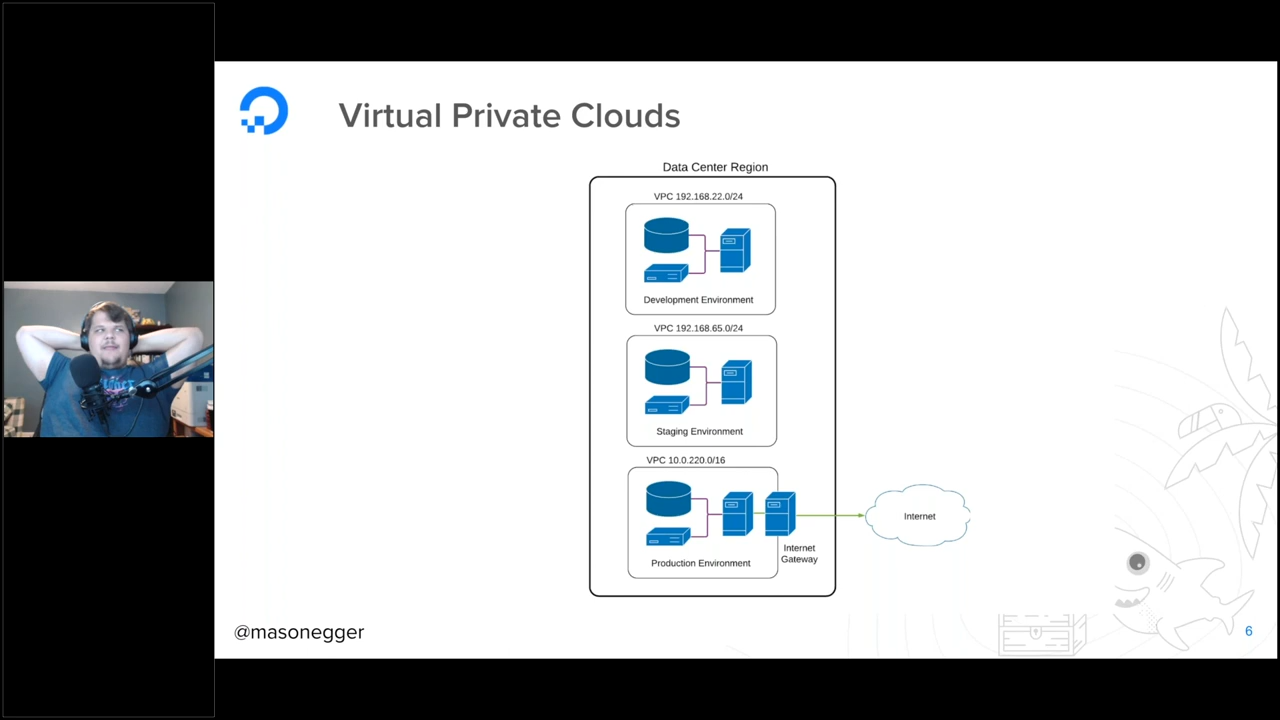 Virtual Private Clouds
Data Center Region
VPC 192.168.22.0/24
Development Environment
VPC 192.168.65.0/24
Staging Environment
VPC 10.0.220.0/16
Internet
Internet
Gateway
Production Environment
@masonegger
6